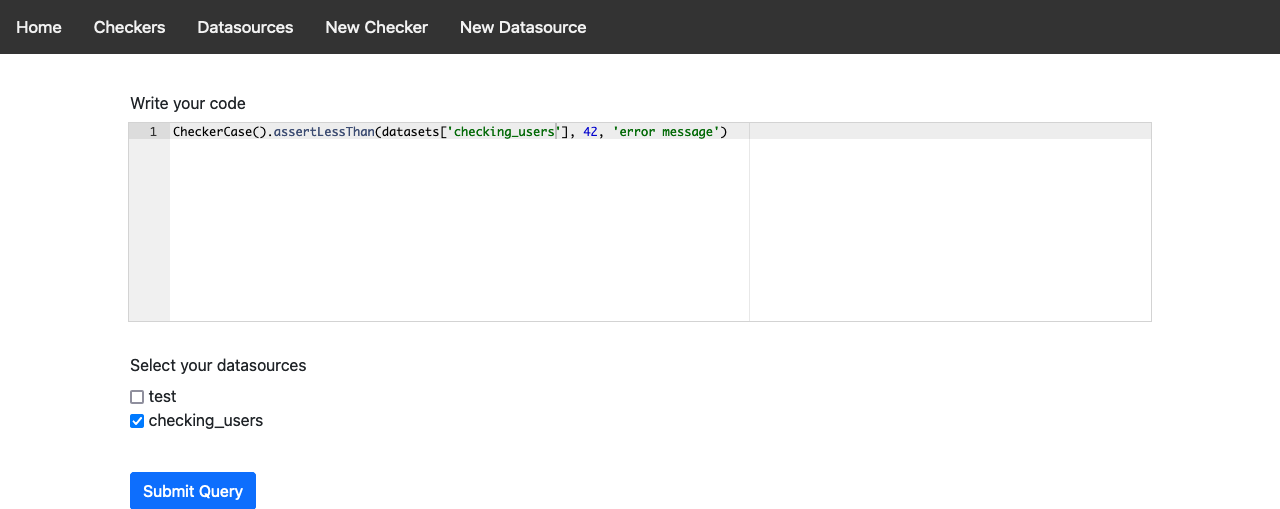 Home Checkers Datasources New Checker New Datasource
Write your code
1 CheckerCase().assertLessThan(datasets['checking_users'], 42, 'error message')
Select your datasources
test
checking_users
Submit Query